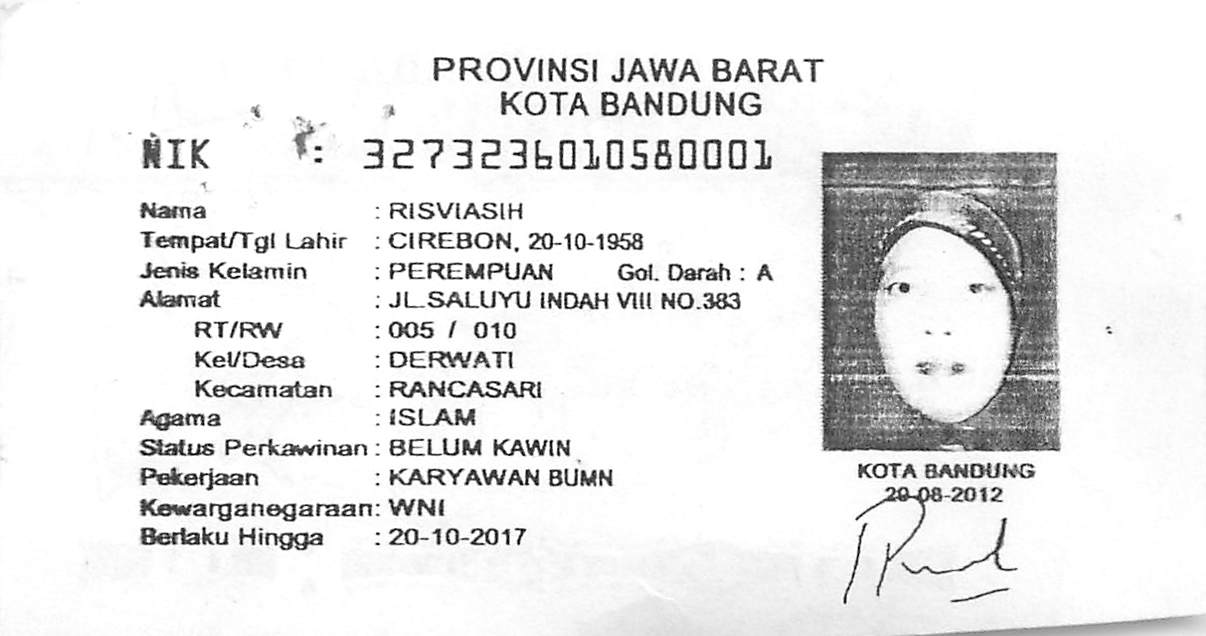 PROVINSI JAWA BARAT
KOTA BANDUNG
NIK : 3273236010580001
Nama : RISVIASIH
Tempat/Tgl Lahir : CIREBON, 20-10-1958
Jenis Kelamin : PEREMPUAN Gol. Darah : A
Alamat : JL.SALUYU INDAH VIII NO.383
RT/RW : 005 / 010
Kel/Desa : DERWATI
Kecamatan : RANCASARI
Agama : ISLAM
Status Perkawinan : BELUM KAWIN
Pekerjaan : KARYAWAN BUMN
Kewarganegaraan : WNI
Berlaku Hingga : 20-10-2017
KOTA BANDUNG
29-08-2012